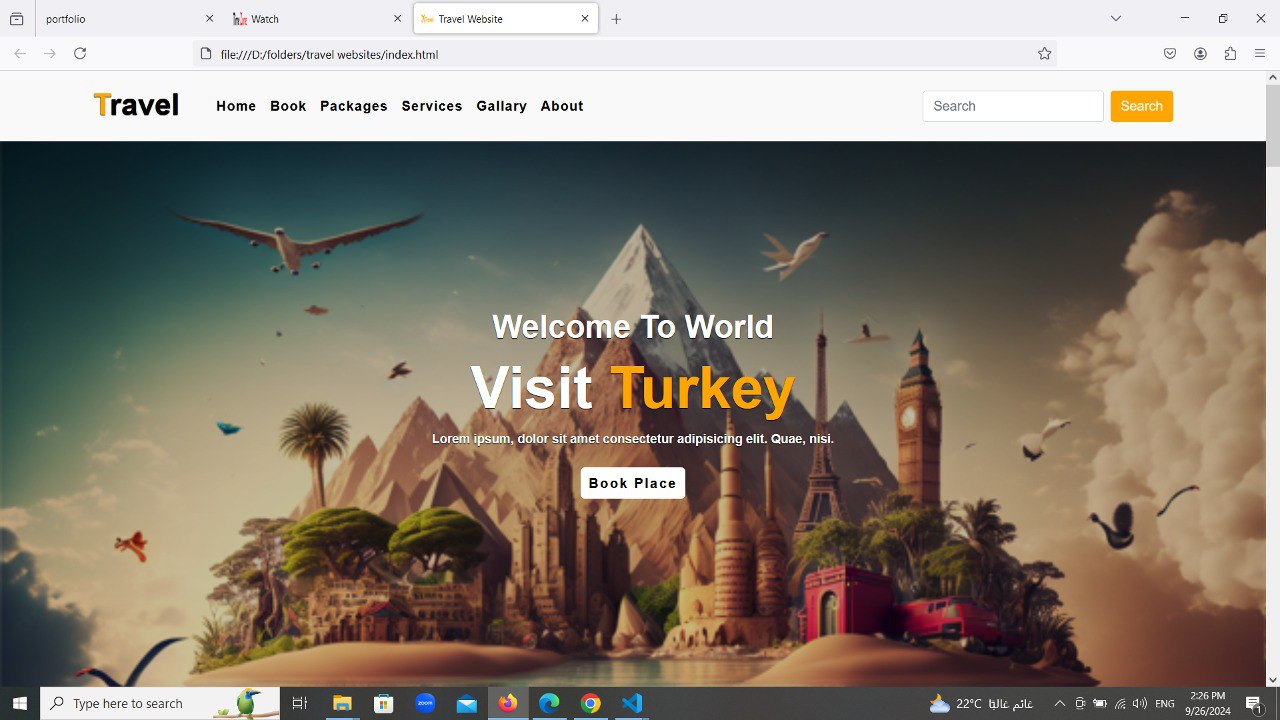 portfolio
Watch
Travel Website
file:///D:/folders/travel websites/index.html
Travel
Home Book Packages Services Gallary About
Search
Search
Welcome To World
Visit Turkey
Lorem ipsum, dolor sit amet consectetur adipisicing elit. Quae, nisi.
Book Place
Type here to search
zoom
22°C غائم غالبًا
ENG
2:26 PM
9/26/2024